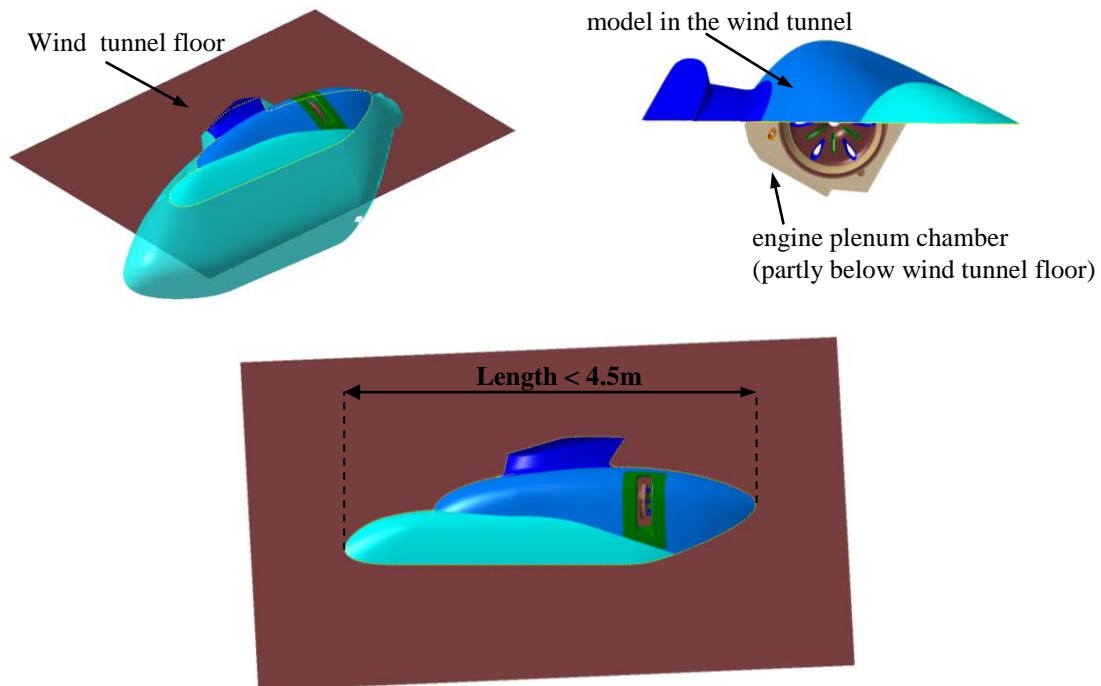 Wind tunnel floor
model in the wind tunnel
engine plenum chamber
(partly below wind tunnel floor)
Length < 4.5m